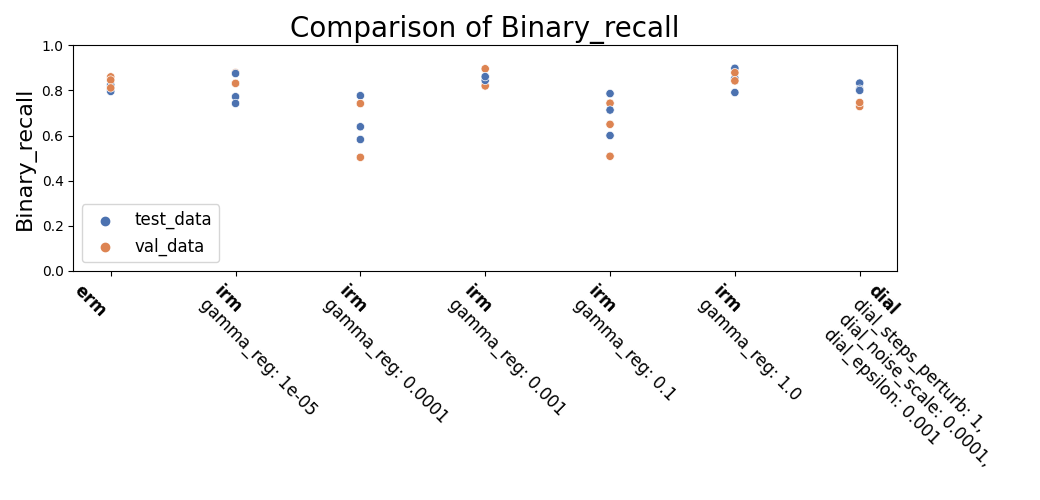 Comparison of Binary_recall
Binary_recall
1.0
0.8
0.6
0.4
0.2
0.0
test_data
val_data
erm
irm
gamma_reg: 1e-05
irm
gamma_reg: 0.0001
irm
gamma_reg: 0.001
irm
gamma_reg: 0.1
irm
gamma_reg: 1.0
dial
dial_steps_perturb: 1,
dial_noise_scale: 0.0001,
dial_epsilon: 0.001